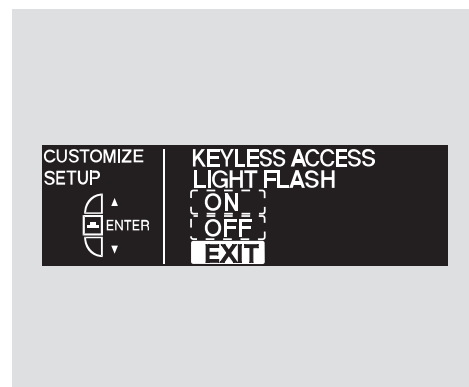 CUSTOMIZE
SETUP
ENTER
KEYLESS ACCESS
LIGHT FLASH
ON
OFF
EXIT